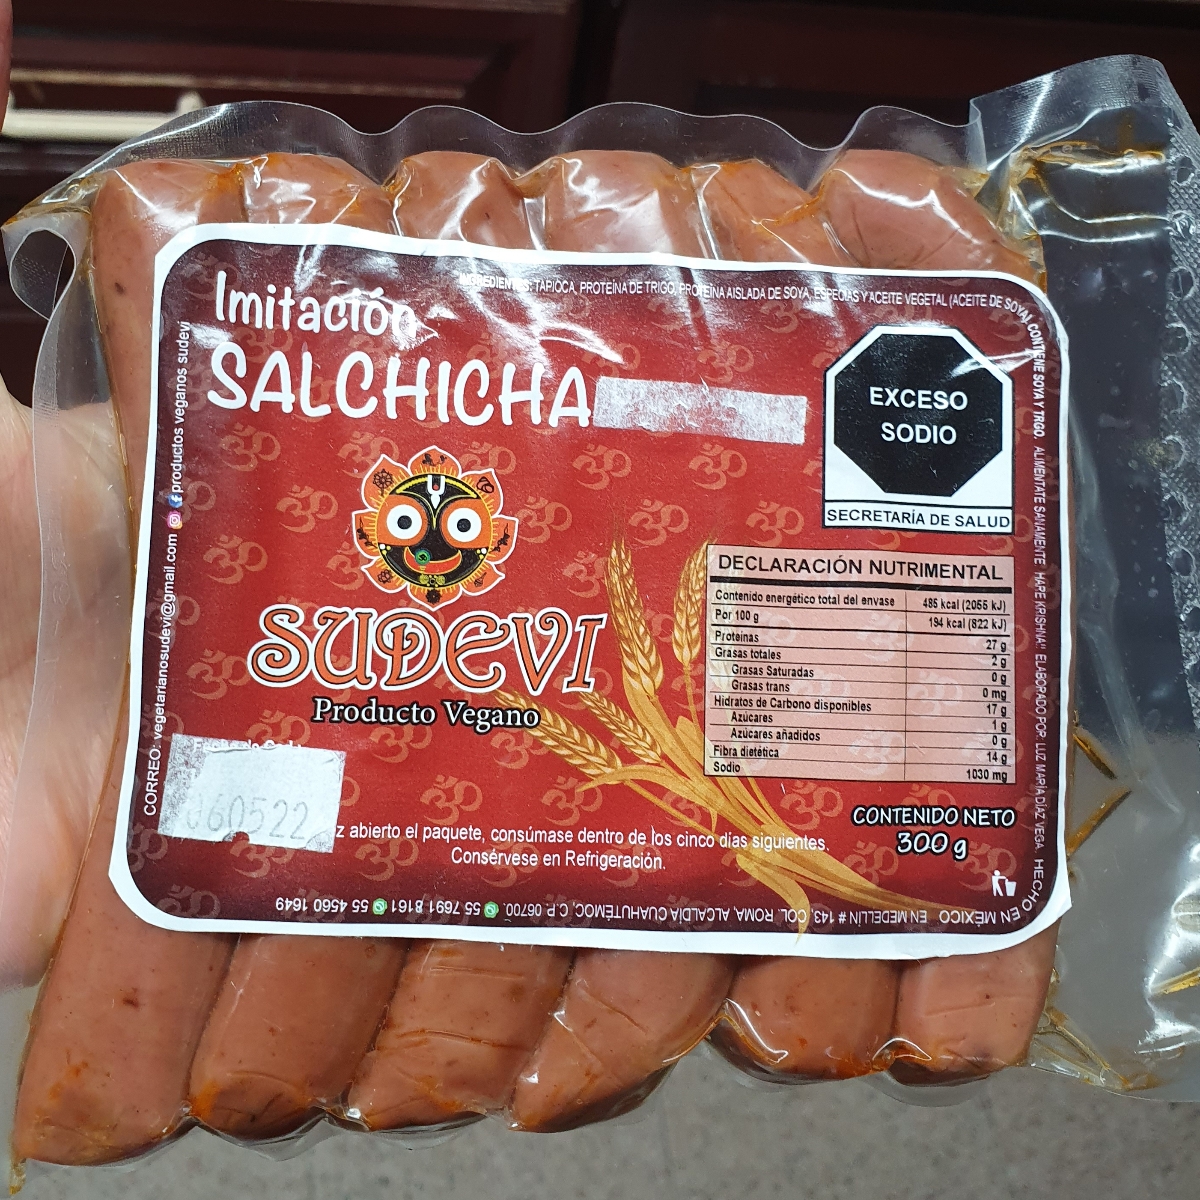 Imitación
SALCHICHA
INGREDIENTES: TAPIOCA, PROTEÍNA DE TRIGO, PROTEÍNA AISLADA DE SOYA, ESPECIAS Y ACEITE VEGETAL (ACEITE DE SOYA). CONTIENE SOYA Y TRGO. ALIMENTATE SANAMENTE HARE KRISHNA!! ELABORADO POR: LUZ MARÍA DÍAZ VEGA. HECHO EN MÉXICO EN MEDELLÍN # 143, COL. ROMA, ALCALDÍA CUAHUTÉMOC, C.P. 06700. 55 7691 8161 55 4560 1649
CORREO: vegetarianosudevi@gmail.com productos veganos sudevi
EXCESO
SODIO
SECRETARÍA DE SALUD
SUDEVI
Producto Vegano
DECLARACIÓN NUTRIMENTAL
Contenido energético total del envase 485 kcal (2055 kJ)
Por 100 g 194 kcal (822 kJ)
Proteínas 27 g
Grasas totales 2 g
Grasas Saturadas 0 g
Grasas trans 0 mg
Hidratos de Carbono disponibles 17 g
Azúcares 1 g
Azúcares añadidos 0 g
Fibra dietética 14 g
Sodio 1030 mg
060522
z abierto el paquete, consúmase dentro de los cinco días siguientes.
Consérvese en Refrigeración.
CONTENIDO NETO
300 g